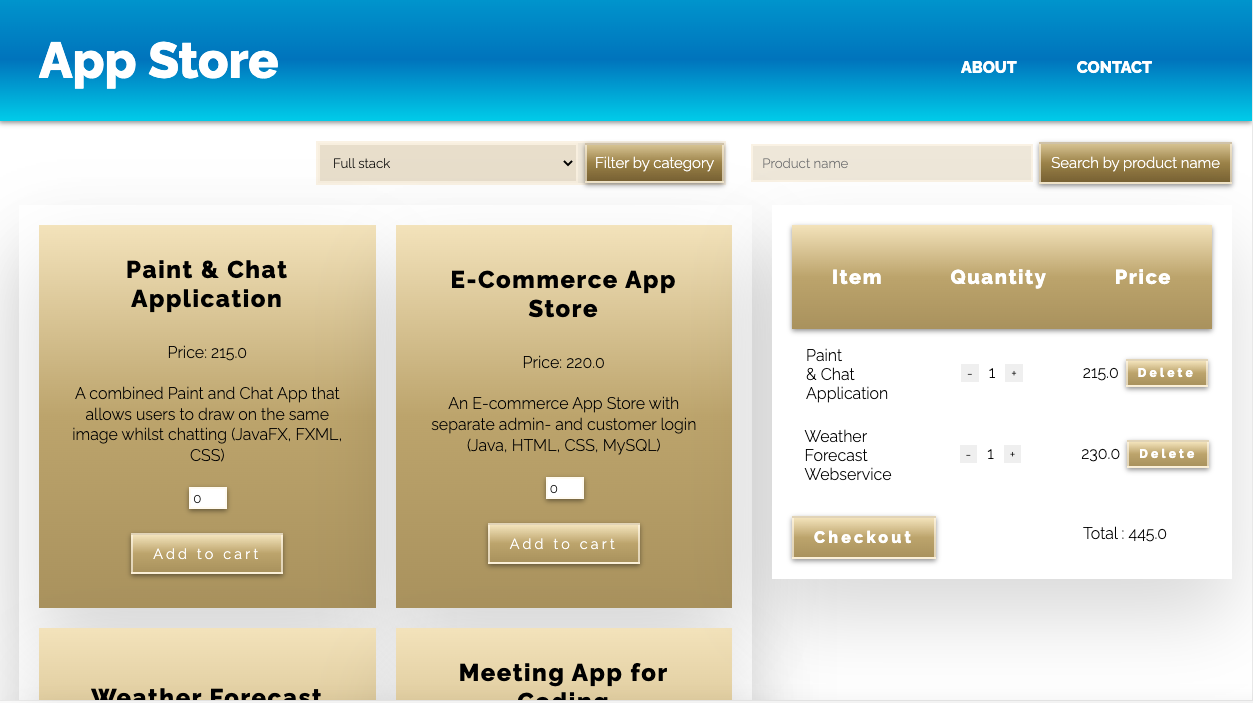 App Store
ABOUT
CONTACT
Full stack
Filter by category
Product name
Search by product name
Paint & Chat
Application
Price: 215.0
A combined Paint and Chat App that
allows users to draw on the same
image whilst chatting (JavaFX, FXML,
CSS)
0
Add to cart
E-Commerce App
Store
Price: 220.0
An E-commerce App Store with
separate admin- and customer login
(Java, HTML, CSS, MySQL)
0
Add to cart
Weather Forecast
Meeting App for
Coding
Item Quantity Price
Paint
& Chat
Application
- 1 + 215.0 Delete
Weather
Forecast
Webservice
- 1 + 230.0 Delete
Checkout
Total : 445.0